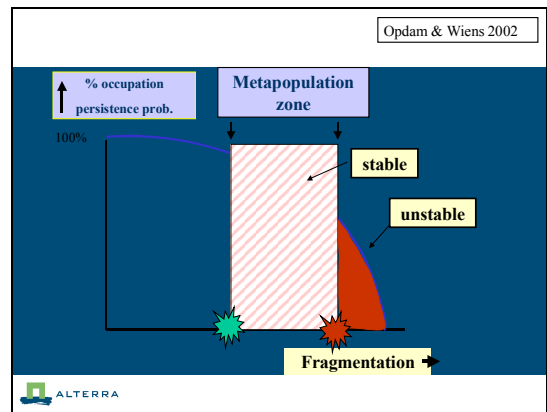 Opdam & Wiens 2002
% occupation
persistence prob.
Metapopulation
zone
100%
stable
unstable
Fragmentation
ALTERRA